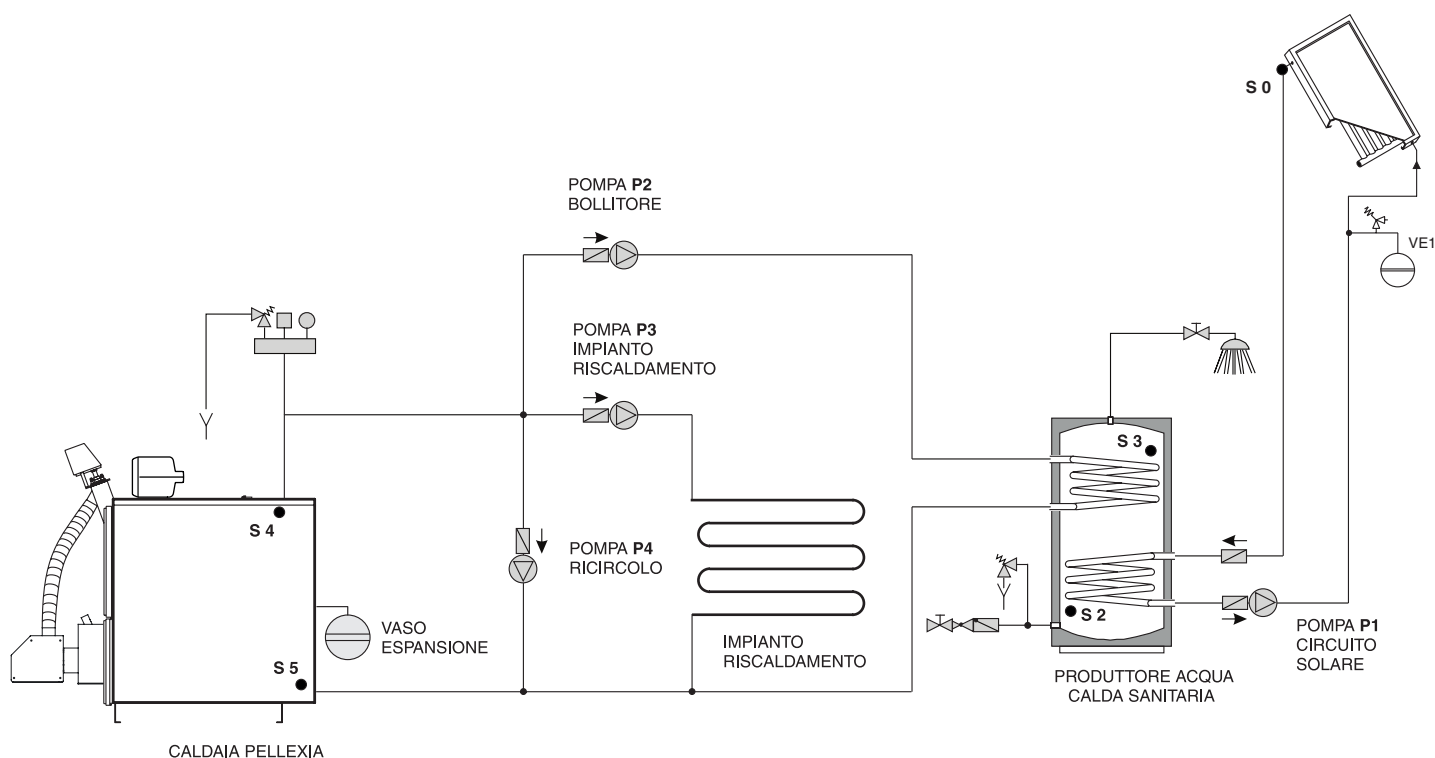 S 0
POMPA P2
BOLLITORE
VE1
POMPA P3
IMPIANTO
RISCALDAMENTO
S 3
S 4
POMPA P4
RICIRCOLO
S 2
VASO
ESPANSIONE
IMPIANTO
RISCALDAMENTO
POMPA P1
CIRCUITO
SOLARE
S 5
PRODUTTORE ACQUA
CALDA SANITARIA
CALDAIA PELLEXIA